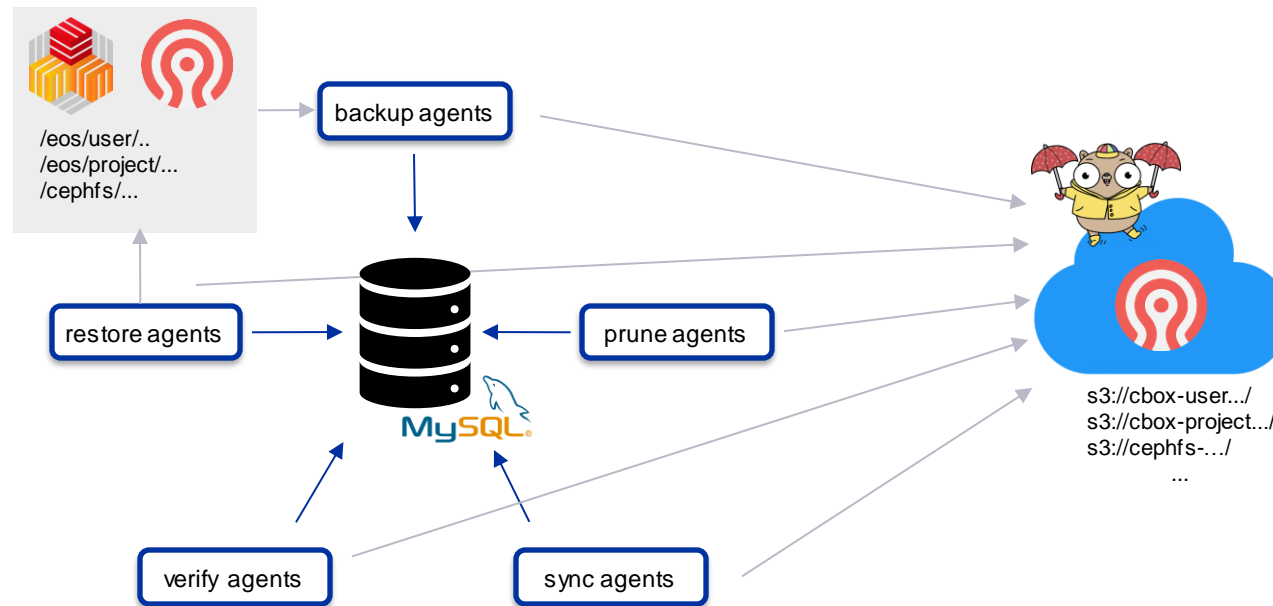 /eos/user/..
/eos/project/...
/cephfs/...
backup agents
restore agents
prune agents
MySQL®
s3://cbox-user.../
s3://cbox-project.../
s3://cephfs-.../
...
verify agents
sync agents